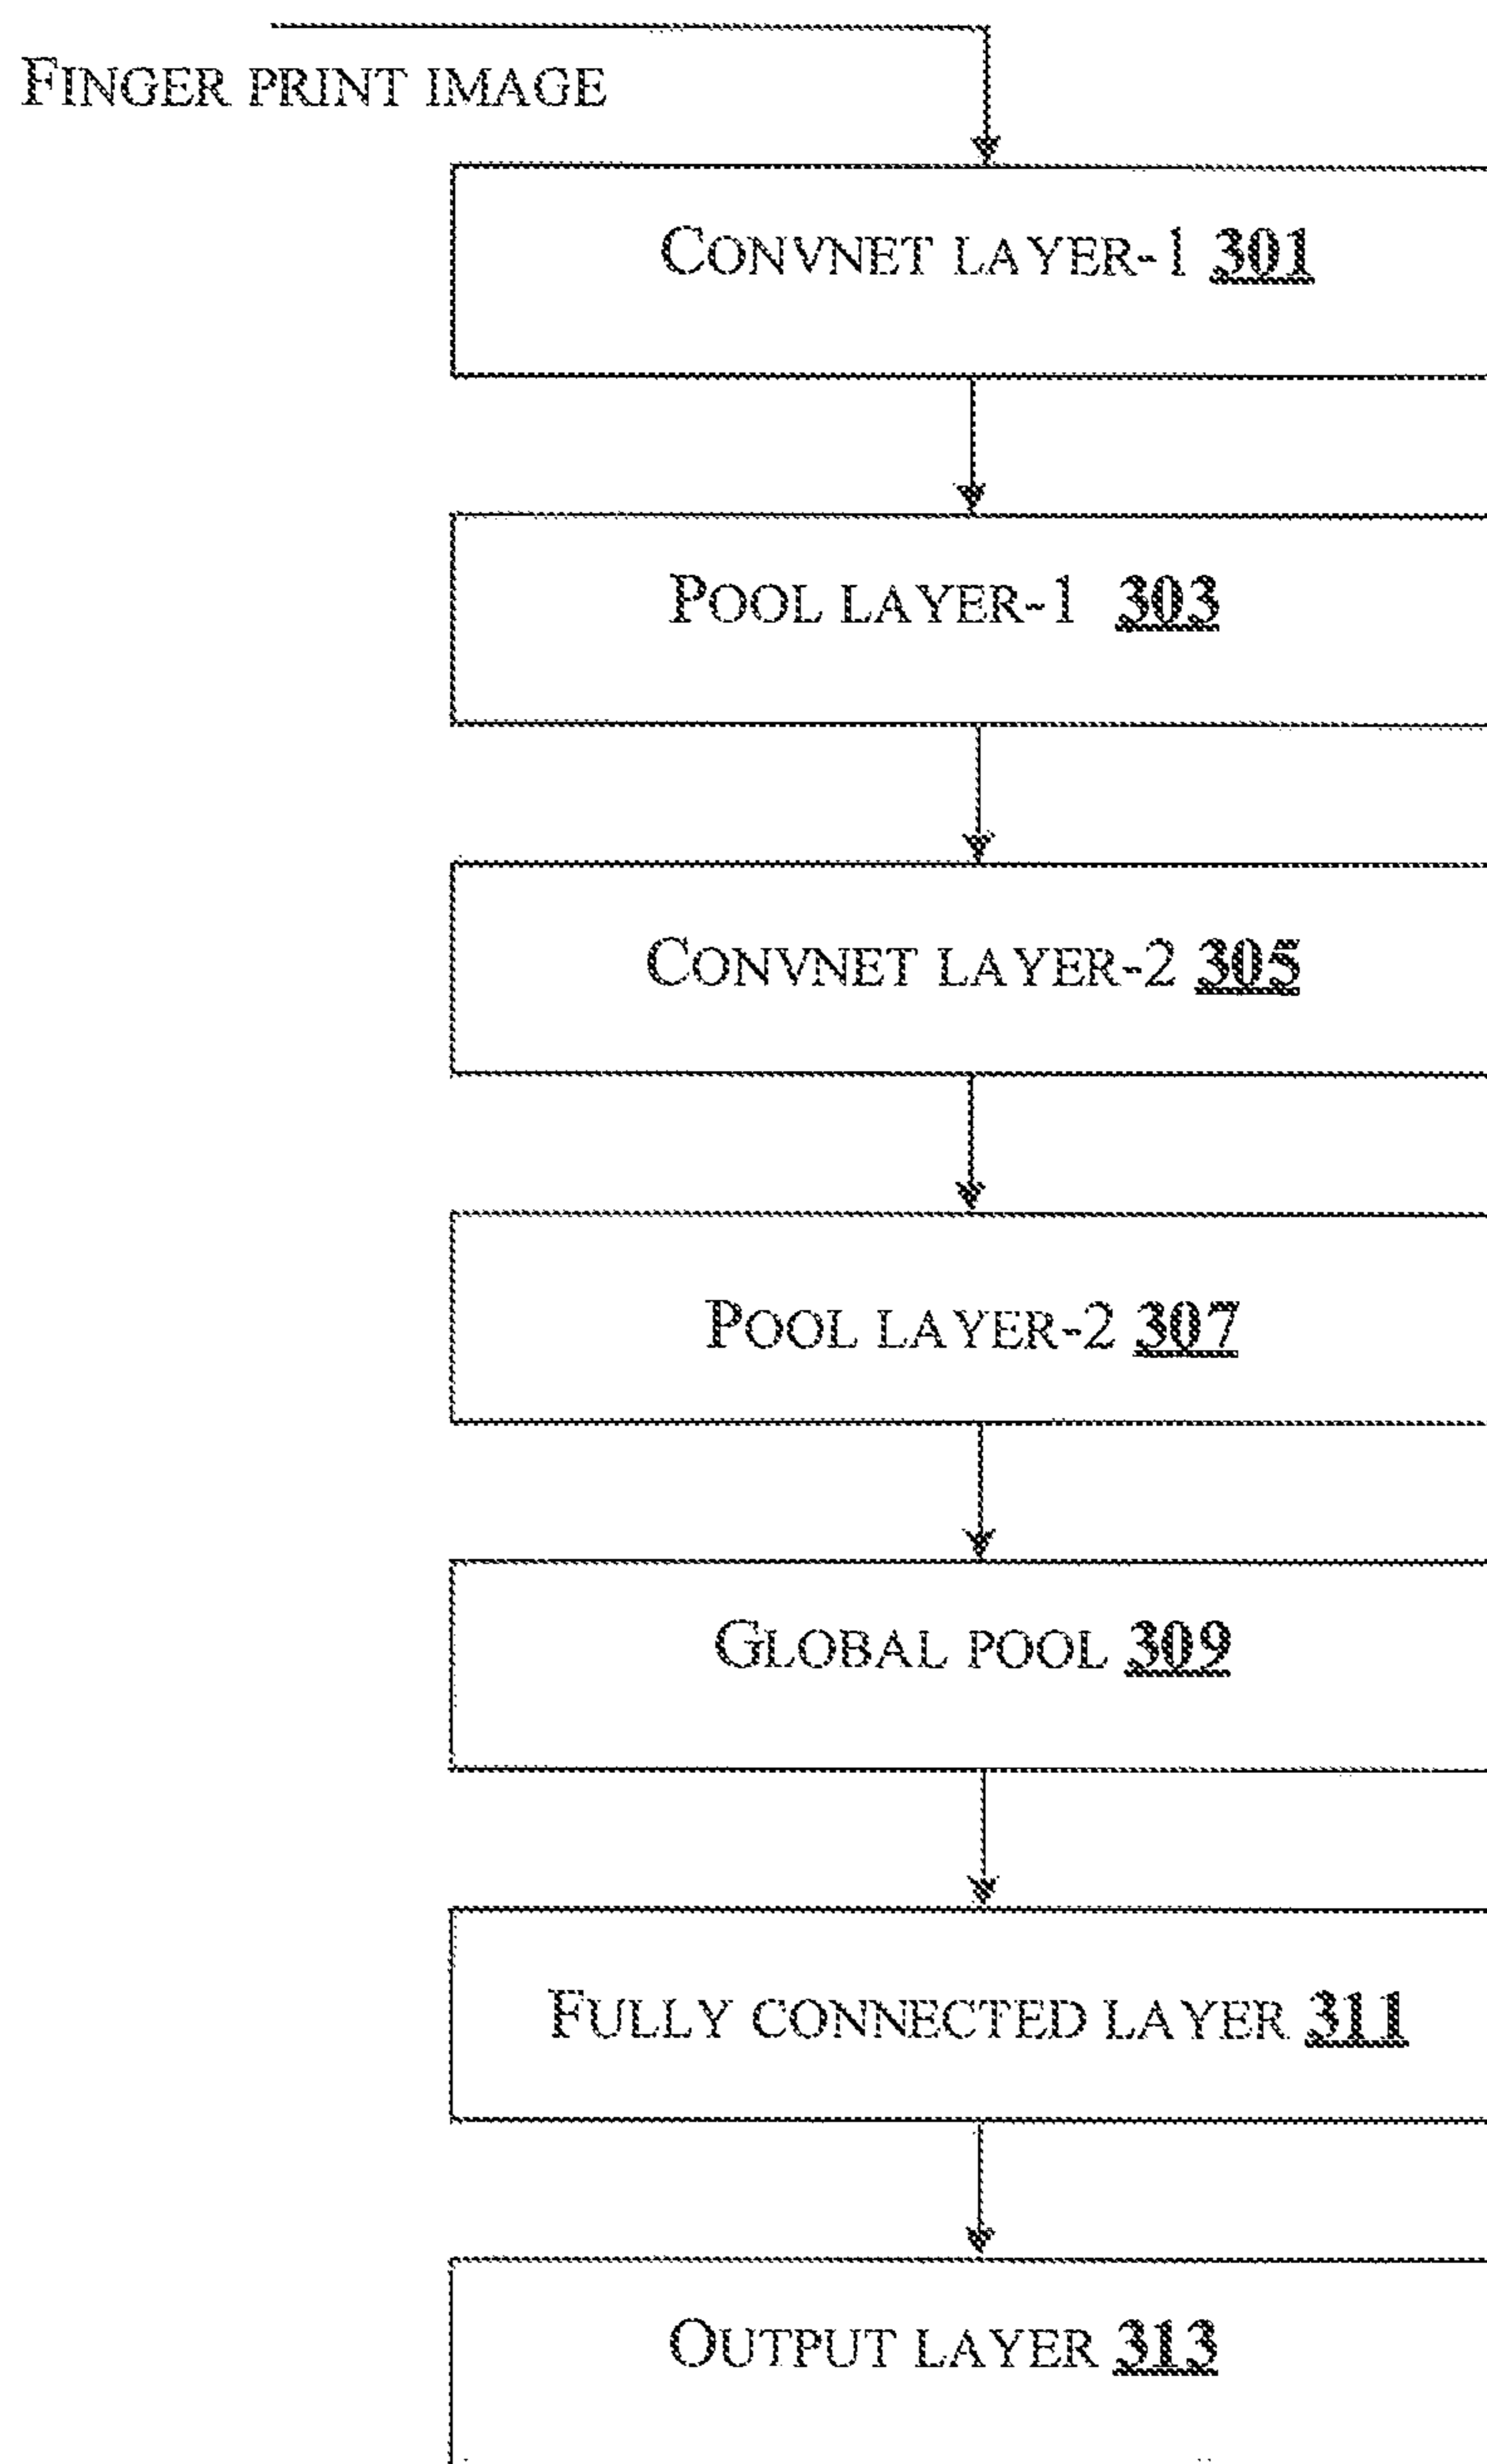 FINGER PRINT IMAGE
CONVNET LAYER-1 301
POOL LAYER-1 303
CONVNET LAYER-2 305
POOL LAYER-2 307
GLOBAL POOL 309
FULLY CONNECTED LAYER 311
OUTPUT LAYER 313